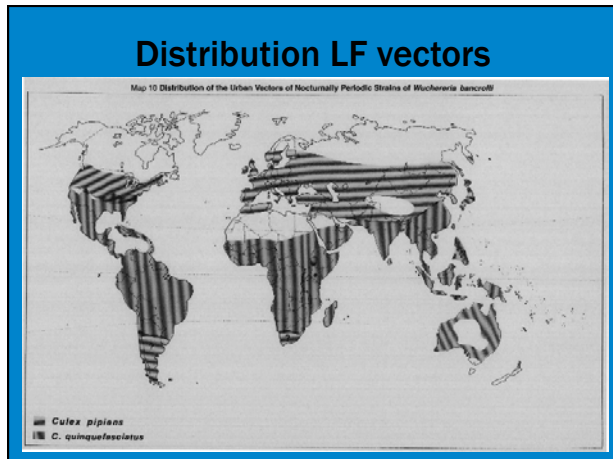 Distribution LF vectors
Map 10 Distribution of the Urban Vectors of Nocturnally Periodic Strains of Wuchereria bancrofti
Culex pipiens
C. quinquefasciatus